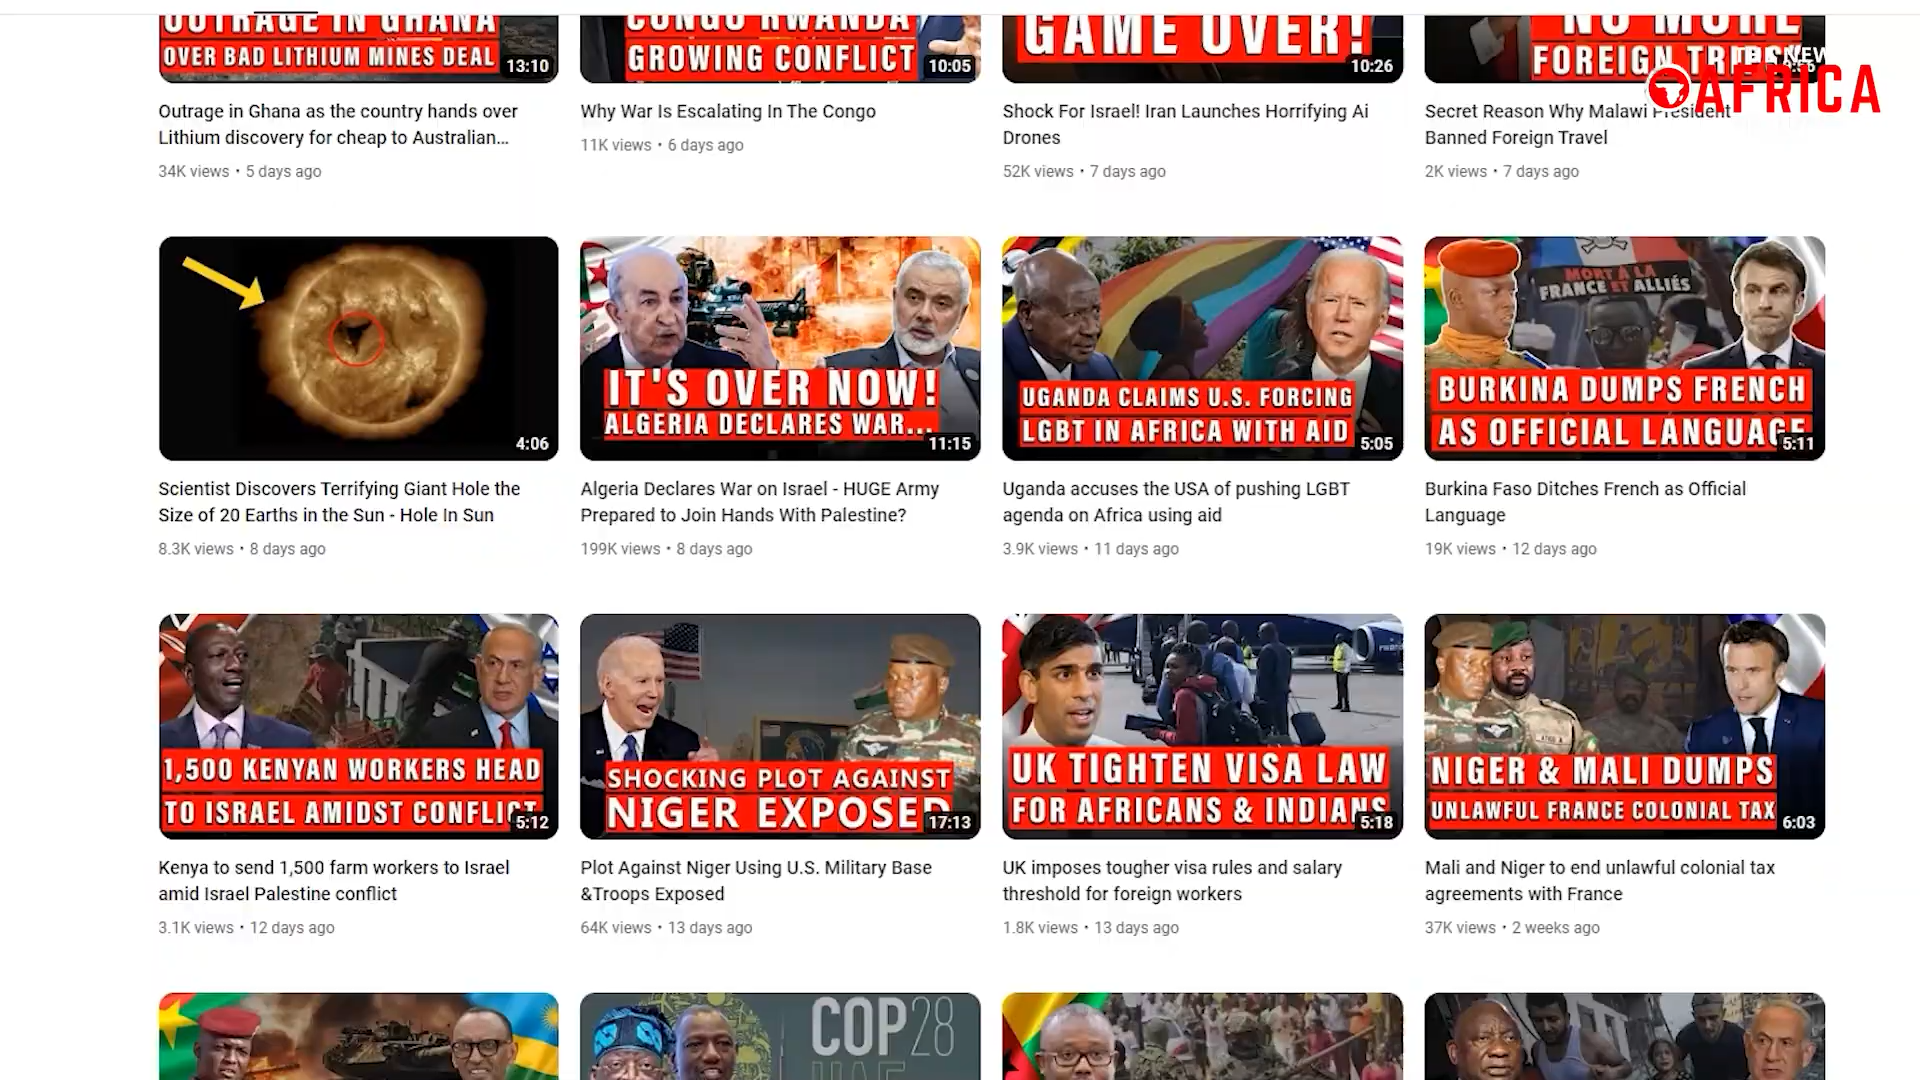 OUTRAGE IN GHANA
OVER BAD LITHIUM MINES DEAL
13:10
CONGO RWANDA
GROWING CONFLICT
10:05
GAME OVER!
10:26
NO MORE
FOREIGN TRIPS
AFRICA
Outrage in Ghana as the country hands over
Lithium discovery for cheap to Australian...
34K views • 5 days ago
Why War Is Escalating In The Congo
11K views • 6 days ago
Shock For Israel! Iran Launches Horrifying Ai
Drones
52K views • 7 days ago
Secret Reason Why Malawi President
Banned Foreign Travel
2K views • 7 days ago
4:06
IT'S OVER NOW!
ALGERIA DECLARES WAR...
11:15
UGANDA CLAIMS U.S. FORCING
LGBT IN AFRICA WITH AID
5:05
MORT À LA
FRANCE ET ALLIÉS
BURKINA DUMPS FRENCH
AS OFFICIAL LANGUAGE
5:11
Scientist Discovers Terrifying Giant Hole the
Size of 20 Earths in the Sun - Hole In Sun
8.3K views • 8 days ago
Algeria Declares War on Israel - HUGE Army
Prepared to Join Hands With Palestine?
199K views • 8 days ago
Uganda accuses the USA of pushing LGBT
agenda on Africa using aid
3.9K views • 11 days ago
Burkina Faso Ditches French as Official
Language
19K views • 12 days ago
1,500 KENYAN WORKERS HEAD
TO ISRAEL AMIDST CONFLICT
5:12
SHOCKING PLOT AGAINST
NIGER EXPOSED
17:13
UK TIGHTEN VISA LAW
FOR AFRICANS & INDIANS
5:18
NIGER & MALI DUMPS
UNLAWFUL FRANCE COLONIAL TAX
6:03
Kenya to send 1,500 farm workers to Israel
amid Israel Palestine conflict
3.1K views • 12 days ago
Plot Against Niger Using U.S. Military Base
&Troops Exposed
64K views • 13 days ago
UK imposes tougher visa rules and salary
threshold for foreign workers
1.8K views • 13 days ago
Mali and Niger to end unlawful colonial tax
agreements with France
37K views • 2 weeks ago
COP28
UAE